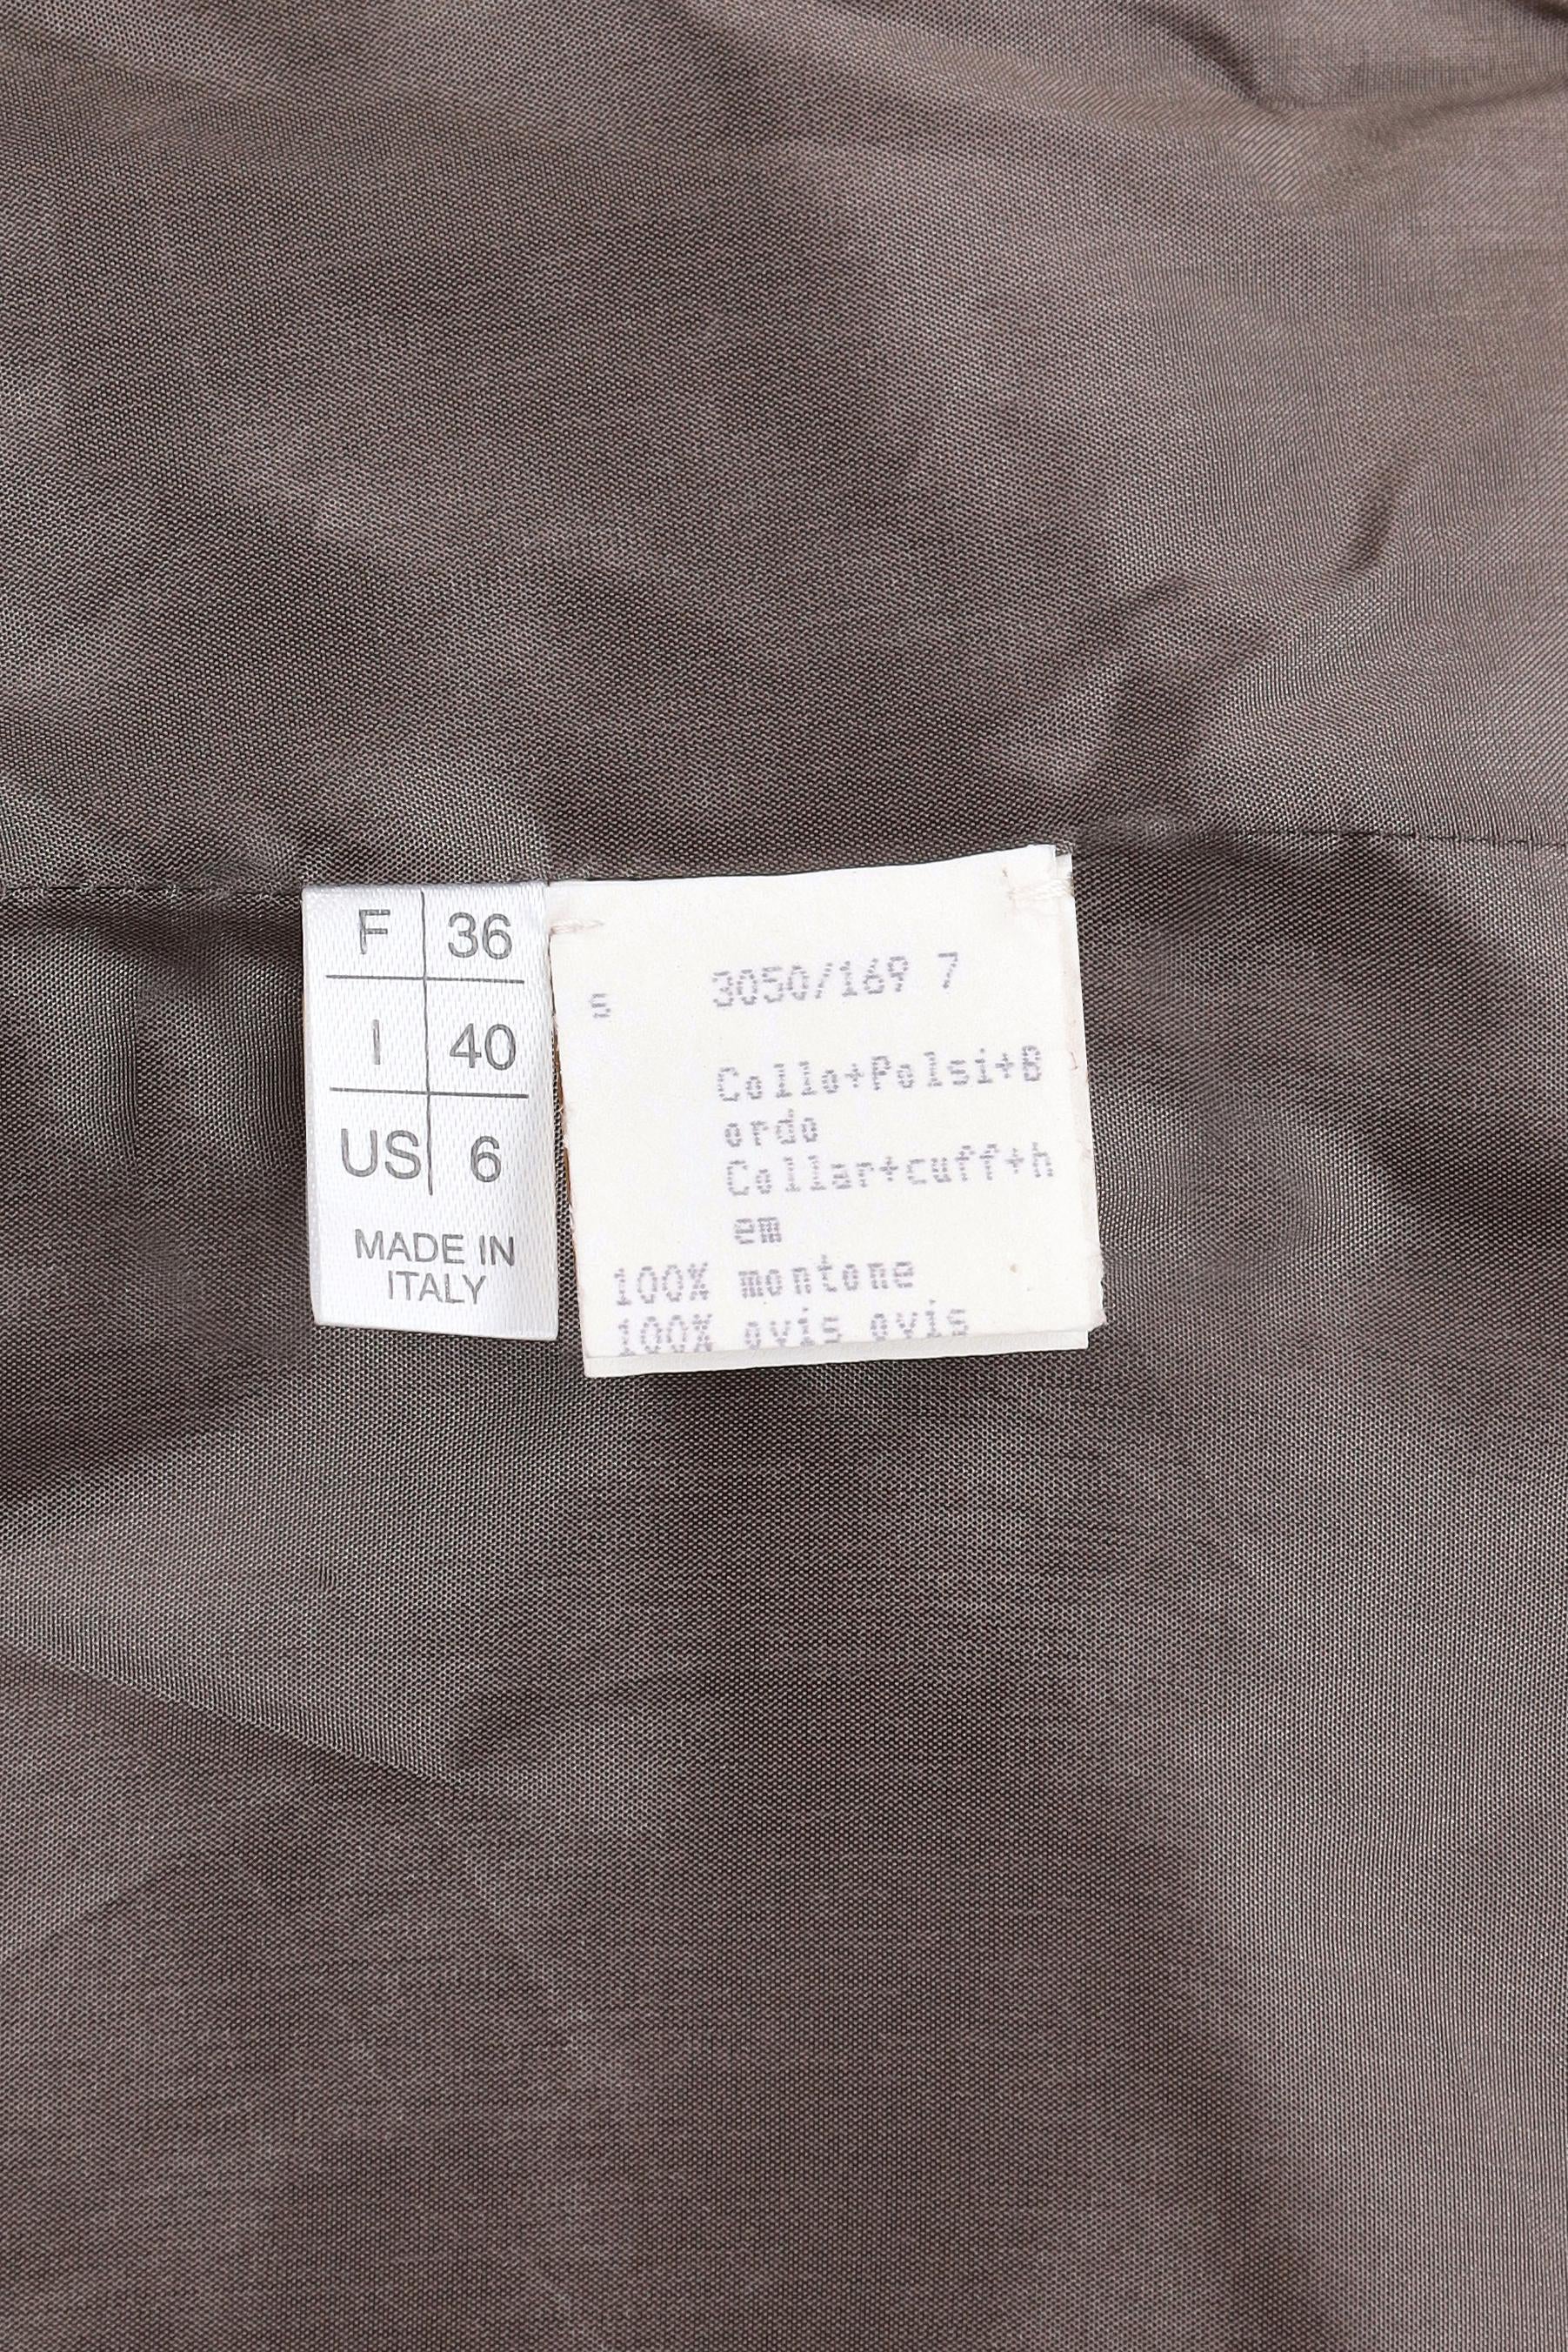 F 36
I 40
US 6
MADE IN
ITALY
s 3050/169 7
Collo+Polsi+B
ordo
Collar+cuff+h
em
100% montone
100% ovis ovis